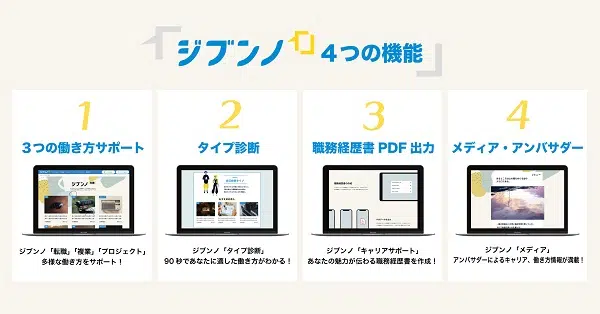 ジブンノ 4つの機能
1
3つの働き方サポート
ジブンノ
ジブンノ「転職」「複業」「プロジェクト」
多様な働き方をサポート！
2
タイプ診断
ジブンノ「タイプ診断」
90秒であなたに適した働き方がわかる！
3
職務経歴書PDF出力
ジブンノ「キャリアサポート」
あなたの魅力が伝わる職務経歴書を作成！
4
メディア・アンバサダー
ジブンノ「メディア」
アンバサダーによるキャリア、働き方情報が満載！